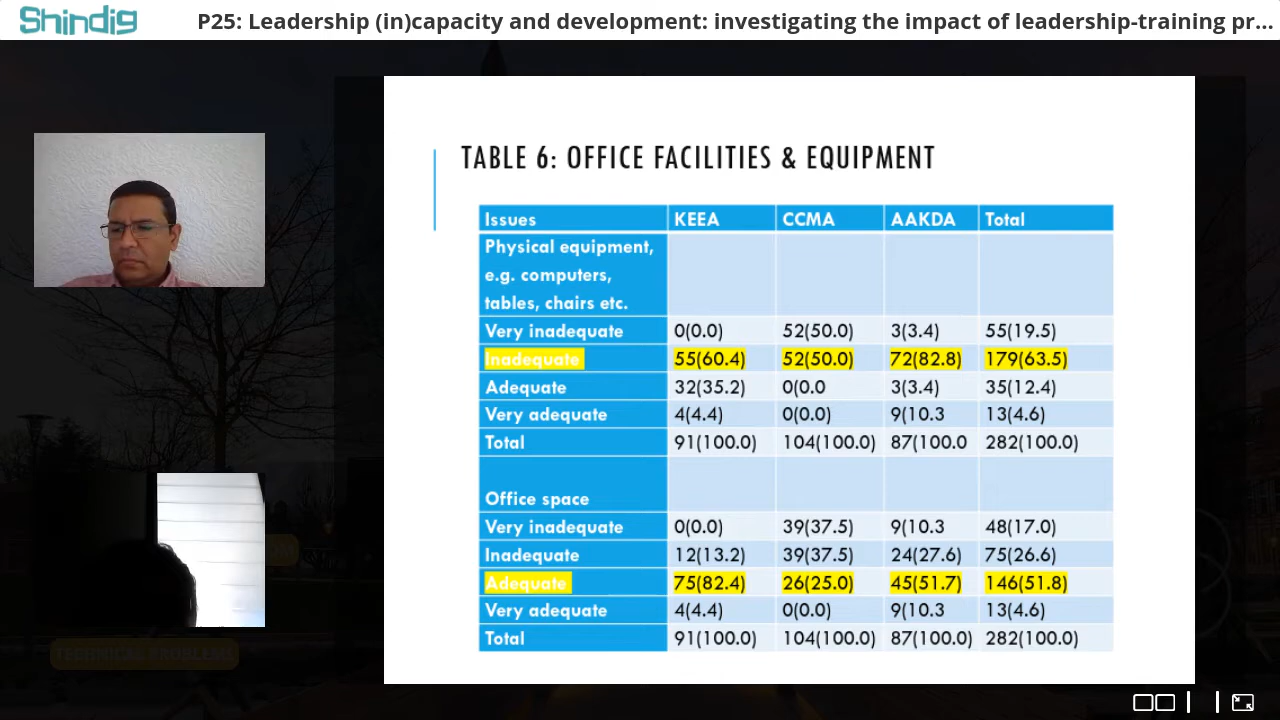 Shindig
P25: Leadership (in)capacity and development: investigating the impact of leadership-training pr...
TABLE 6: OFFICE FACILITIES & EQUIPMENT
Issues KEEA CCMA AAKDA Total
Physical equipment,
e.g. computers,
tables, chairs etc.
Very inadequate 0(0.0) 52(50.0) 3(3.4) 55(19.5)
Inadequate 55(60.4) 52(50.0) 72(82.8) 179(63.5)
Adequate 32(35.2) 0(0.0 3(3.4) 35(12.4)
Very adequate 4(4.4) 0(0.0) 9(10.3 13(4.6)
Total 91(100.0) 104(100.0) 87(100.0 282(100.0)
Office space
Very inadequate 0(0.0) 39(37.5) 9(10.3 48(17.0)
Inadequate 12(13.2) 39(37.5) 24(27.6) 75(26.6)
Adequate 75(82.4) 26(25.0) 45(51.7) 146(51.8)
Very adequate 4(4.4) 0(0.0) 9(10.3 13(4.6)
Total 91(100.0) 104(100.0) 87(100.0) 282(100.0)
TECHNICAL PROBLEMS